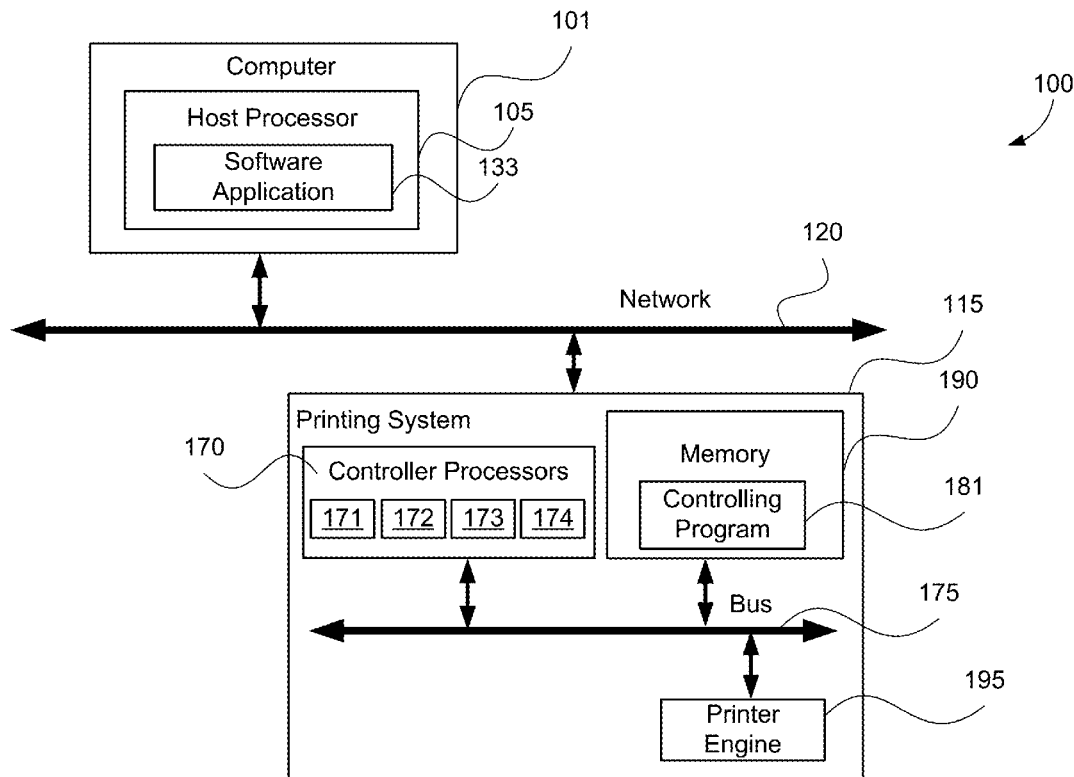 101
Computer
100
Host Processor
105
Software
Application
133
120
Network
115
190
Printing System
170
Memory
Controller Processors
Controlling
Program
181
171 172 173 174
Bus
175
195
Printer
Engine